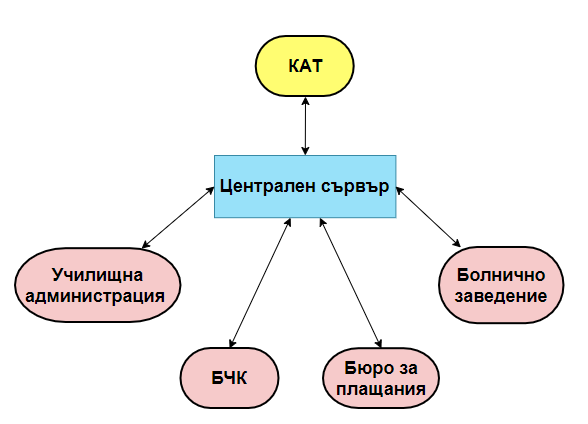 КАТ
Централен сървър
Училищна
администрация
Болнично
заведение
БЧК
Бюро за
плащания